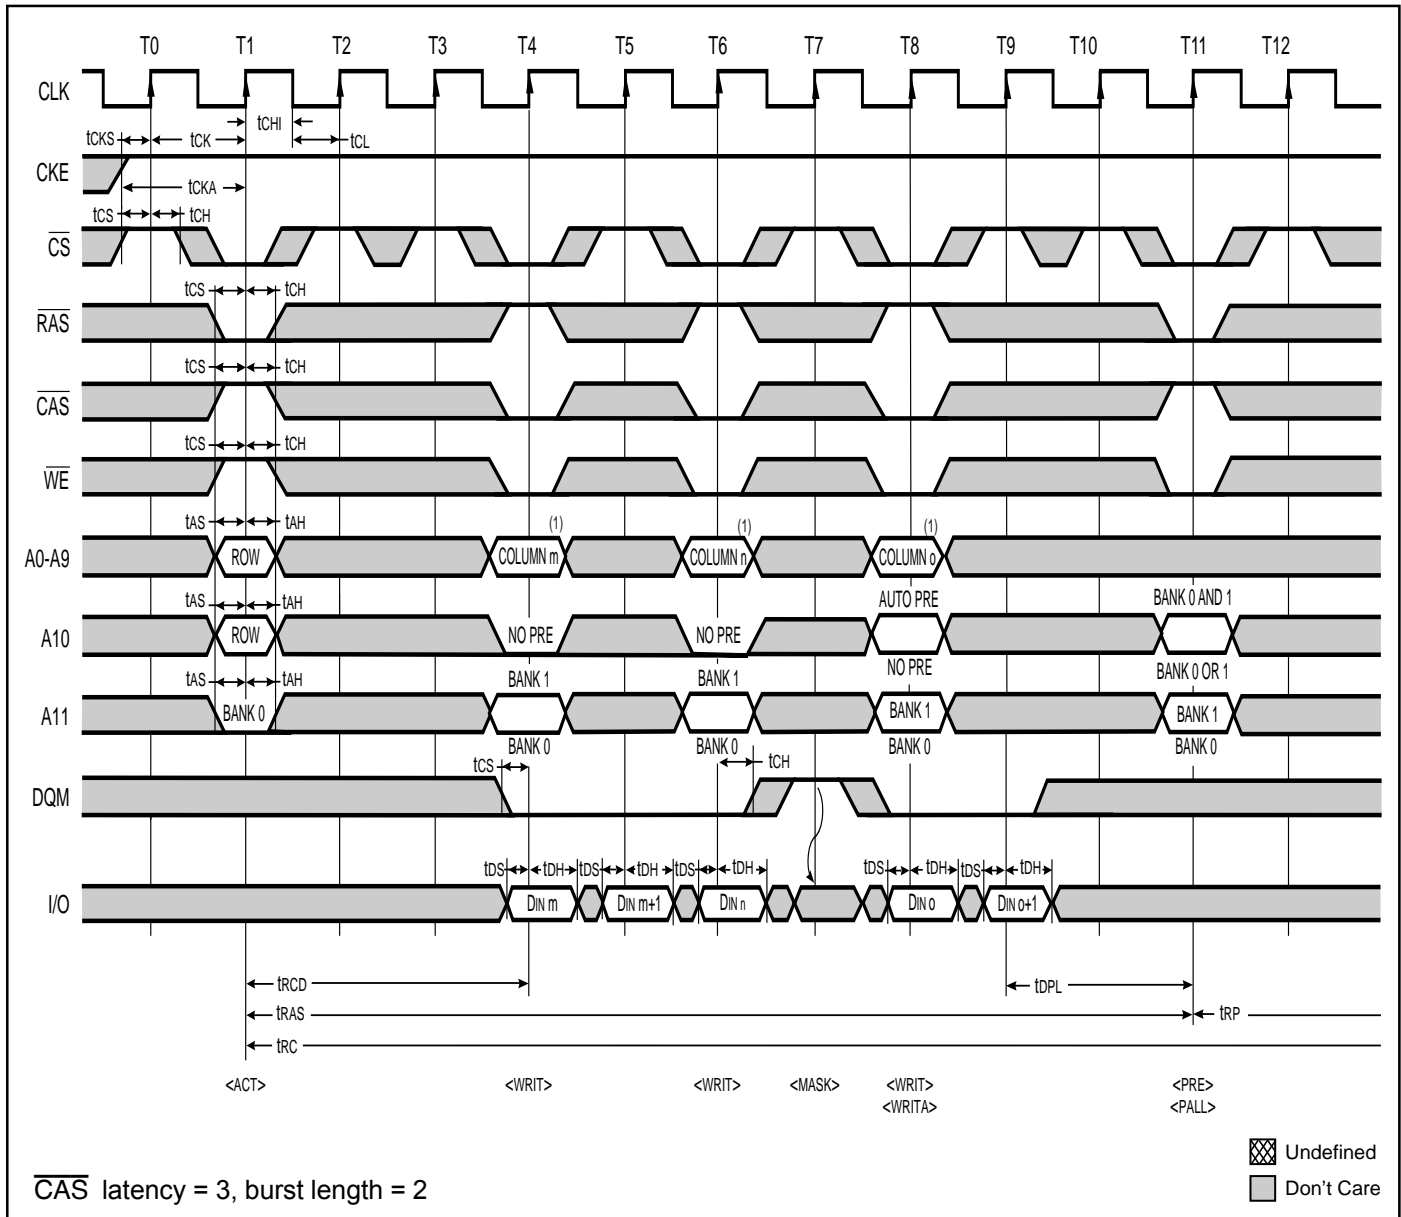 T0 T1 T2 T3 T4 T5 T6 T7 T8 T9 T10 T11 T12
CLK
tCHI
tCKS tCK tCL
CKE
tCKA
tCS tCH
CS
tCS tCH
RAS
tCS tCH
CAS
tCS tCH
WE
tAS tAH (1) (1) (1)
A0-A9 ROW COLUMN m COLUMN n COLUMN o
tAS tAH AUTO PRE BANK 0 AND 1
A10 ROW NO PRE NO PRE
NO PRE BANK 0 OR 1
tAS tAH BANK 1 BANK 1
A11 BANK 0 BANK 1 BANK 1
BANK 0 BANK 0 BANK 0 BANK 0
tCS tCH
DQM
tDS tDH tDS tDH tDS tDH tDS tDH tDS tDH
I/O DIN m DIN m+1 DIN n DIN o DIN o+1
tRCD tDPL
tRAS tRP
tRC
<ACT> <WRIT> <WRIT> <MASK> <WRIT> <PRE>
<WRITA> <PALL>
Undefined
CAS latency = 3, burst length = 2
Don't Care